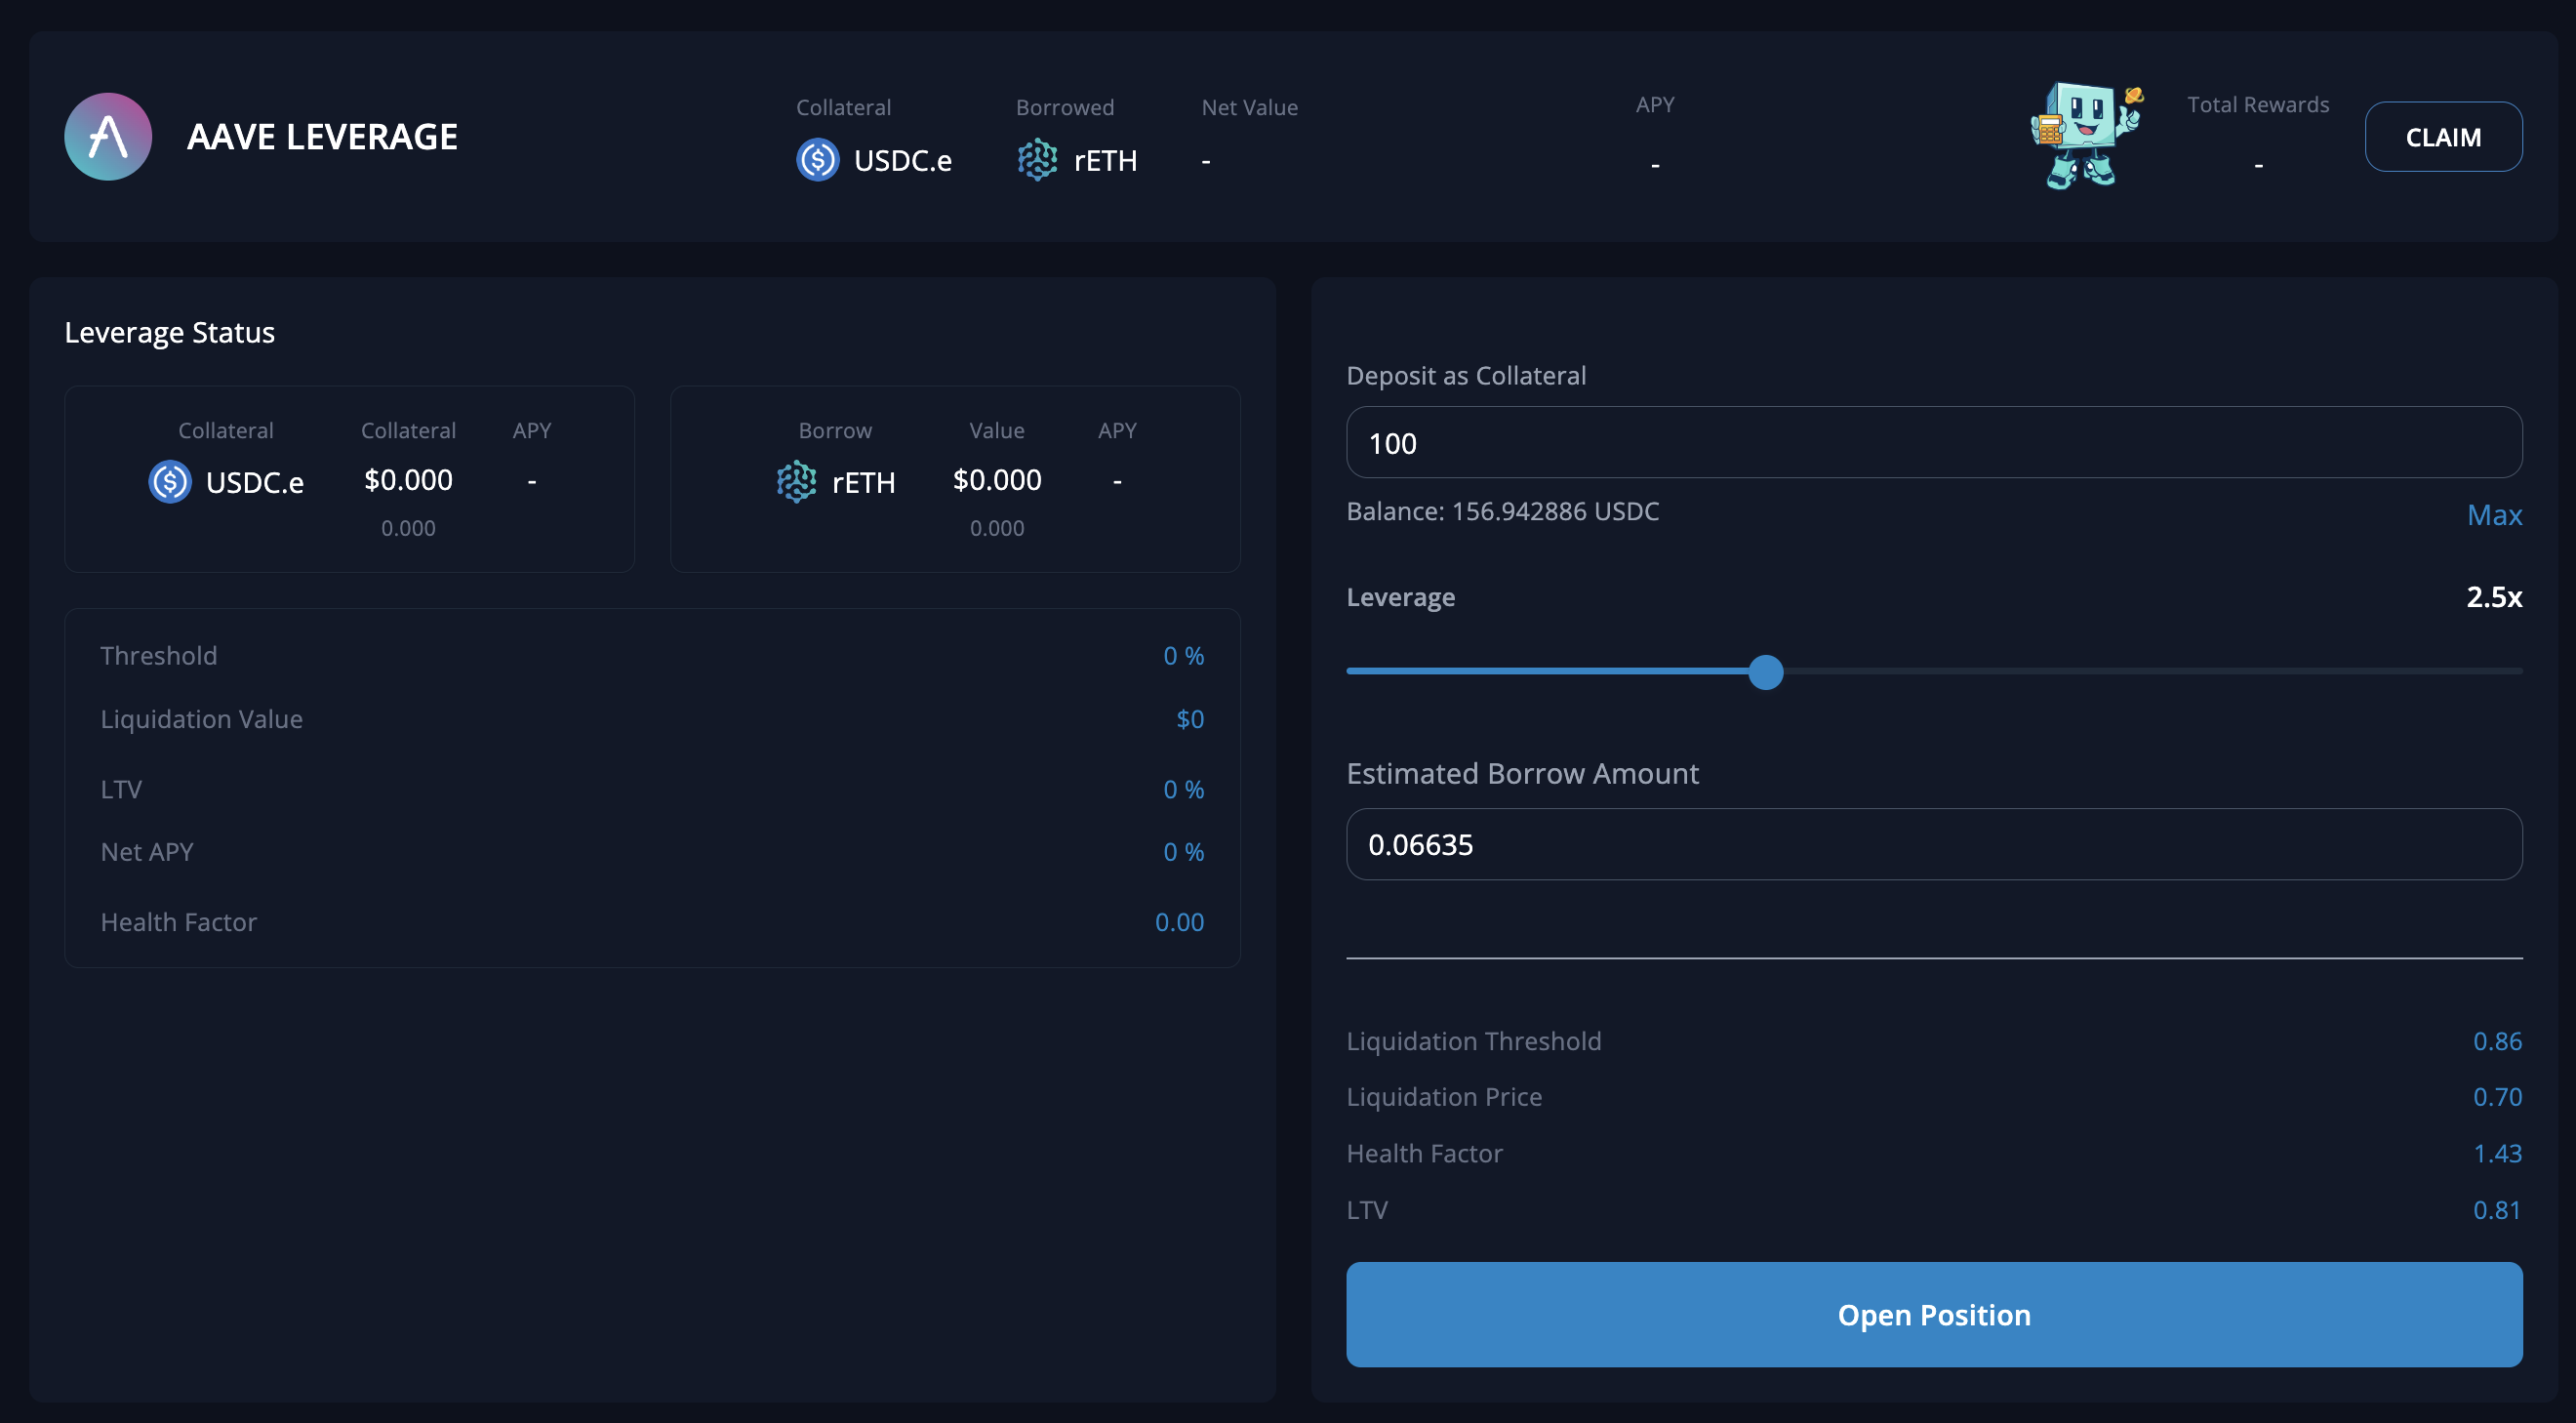 AAVE LEVERAGE
Collateral
USDC.e
Borrowed
rETH
Net Value
-
APY
-
Total Rewards
-
CLAIM
Leverage Status
Collateral Collateral APY
USDC.e $0.000 -
0.000
Borrow Value APY
rETH $0.000 -
0.000
Threshold 0 %
Liquidation Value $0
LTV 0 %
Net APY 0 %
Health Factor 0.00
Deposit as Collateral
100
Balance: 156.942886 USDC Max
Leverage 2.5x
Estimated Borrow Amount
0.06635
Liquidation Threshold 0.86
Liquidation Price 0.70
Health Factor 1.43
LTV 0.81
Open Position